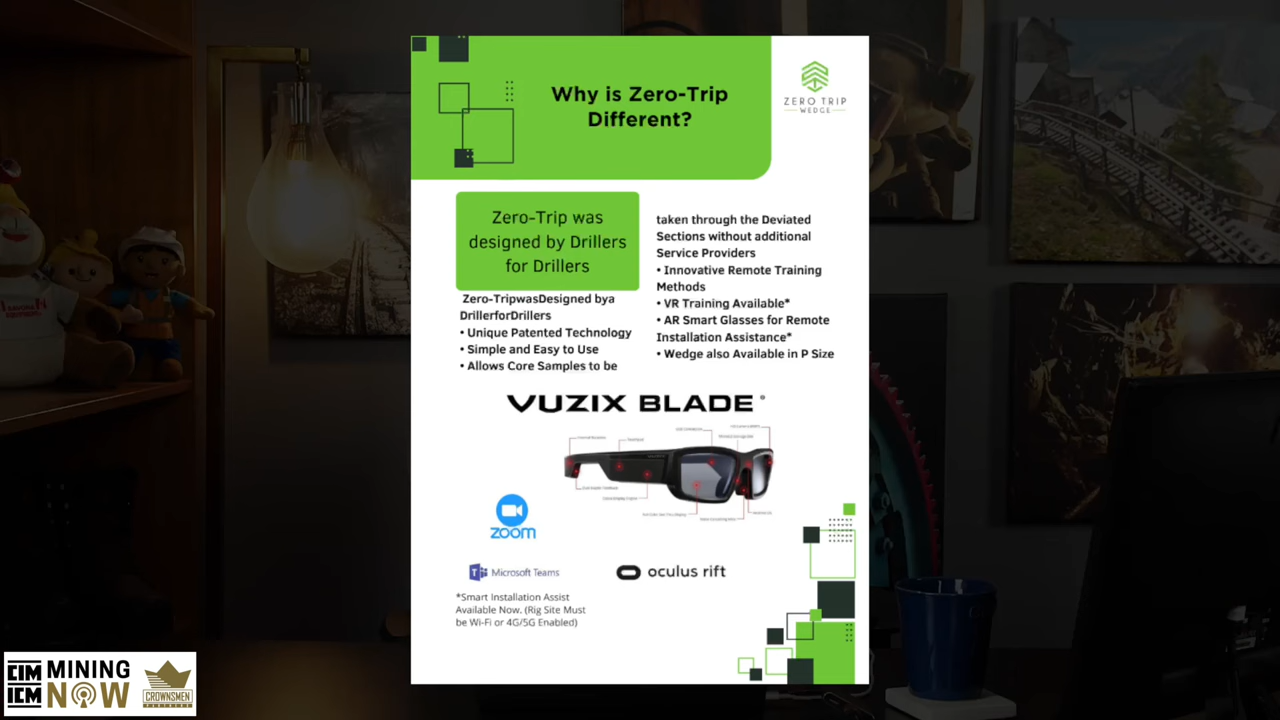 Why is Zero-Trip
Different?
ZERO TRIP
WEDGE
Zero-Trip was
designed by Drillers
for Drillers
Zero-TripwasDesigned bya
DrillerforDrillers
• Unique Patented Technology
• Simple and Easy to Use
• Allows Core Samples to be
taken through the Deviated
Sections without additional
Service Providers
• Innovative Remote Training
Methods
• VR Training Available*
• AR Smart Glasses for Remote
Installation Assistance*
• Wedge also Available in P Size
VUZIX BLADE
zoom
Microsoft Teams
oculus rift
*Smart Installation Assist
Available Now. (Rig Site Must
be Wi-Fi or 4G/5G Enabled)
CIM
ICM
MINING
NOW
CROWNSMEN
PARTNERS